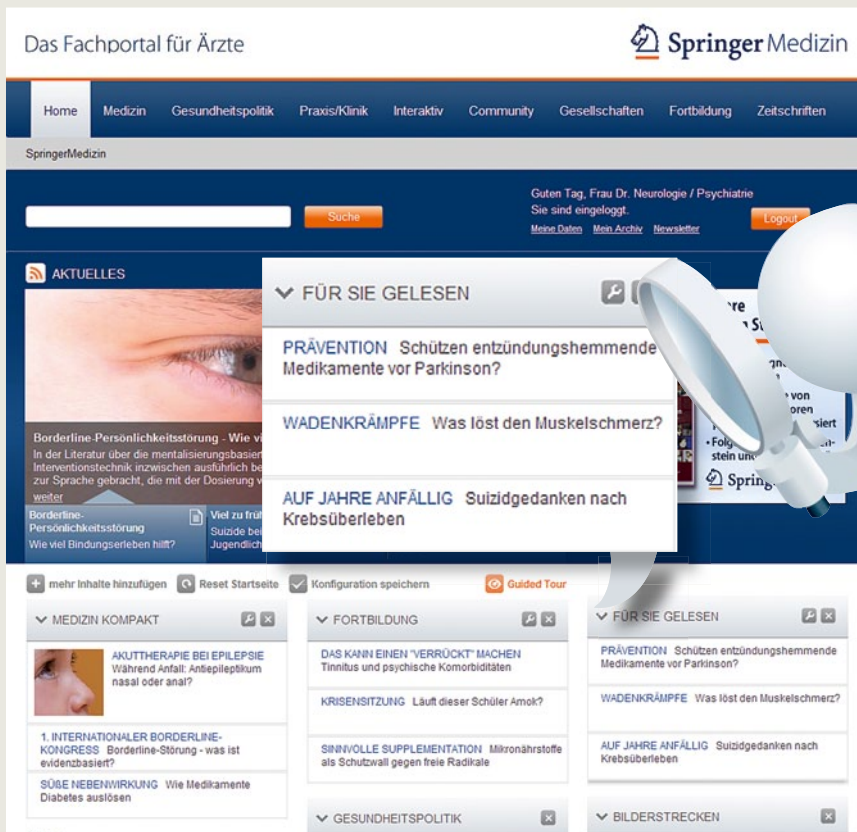 Das Fachportal für Ärzte
Springer Medizin
Home Medizin Gesundheitspolitik Praxis/Klinik Interaktiv Community Gesellschaften Fortbildung Zeitschriften
SpringerMedizin
Suche
Guten Tag, Frau Dr. Neurologie / Psychiatrie
Sie sind eingeloggt.
Meine Daten Mein Archiv Newsletter
Logout
AKTUELLES
Borderline-Persönlichkeitsstörung - Wie
In der Literatur über die
Interventionstechnik inzwischen ausführlich
zur Sprache gebracht, die mit der Dosierung
weiter
Borderline-
Persönlichkeitsstörung
Wie viel Bindungserleben hilft?
Viel zu
Suizide bei
FÜR SIE GELESEN
PRÄVENTION Schützen entzündungshemmende
Medikamente vor Parkinson?
WADENKRÄMPFE Was löst den Muskelschmerz?
AUF JAHRE ANFÄLLIG Suizidgedanken nach
Krebsüberleben
von
mehr Inhalte hinzufügen Reset Startseite Konfiguration speichern Guided Tour
MEDIZIN KOMPAKT
AKUTTHERAPIE BEI EPILEPSIE
Während Anfall: Antiepileptikum
nasal oder anal?
1. INTERNATIONALER BORDERLINE-
KONGRESS Borderline-Störung - was ist
evidenzbasiert?
SÜßE NEBENWIRKUNG Wie Medikamente
Diabetes auslösen
FORTBILDUNG
DAS KANN EINEN "VERRÜCKT" MACHEN
Tinnitus und psychische Komorbiditäten
KRISENSITZUNG Läuft dieser Schüler Amok?
SINNVOLLE SUPPLEMENTATION Mikronährstoffe
als Schutzwall gegen freie Radikale
GESUNDHEITSPOLITIK
FÜR SIE GELESEN
PRÄVENTION Schützen entzündungshemmende
Medikamente vor Parkinson?
WADENKRÄMPFE Was löst den Muskelschmerz?
AUF JAHRE ANFÄLLIG Suizidgedanken nach
Krebsüberleben
BILDERSTRECKEN